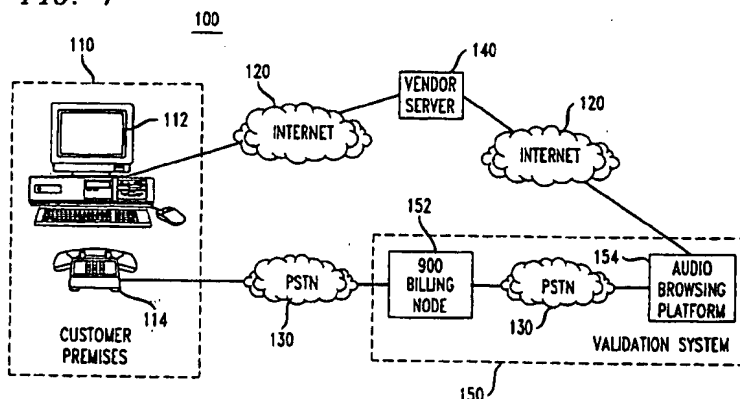 100
110
112
120
INTERNET
140
VENDOR
SERVER
120
INTERNET
114
CUSTOMER
PREMISES
PSTN
130
152
900
BILLING
NODE
PSTN
130
154
AUDIO
BROWSING
PLATFORM
VALIDATION SYSTEM
150